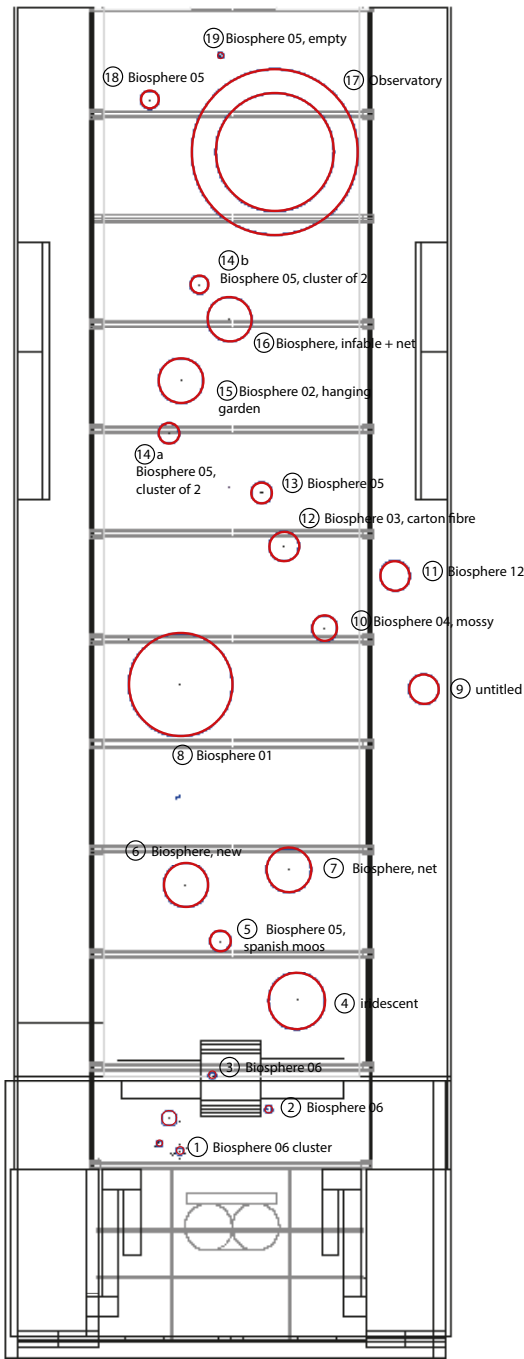 19 Biosphere 05, empty
18 Biosphere 05
17 Observatory
14 b
Biosphere 05, cluster of 2
16 Biosphere, infable + net
15 Biosphere 02, hanging
garden
14 a
Biosphere 05,
cluster of 2
13 Biosphere 05
12 Biosphere 03, carton fibre
11 Biosphere 12
10 Biosphere 04, mossy
9 untitled
8 Biosphere 01
6 Biosphere, new
7 Biosphere, net
5 Biosphere 05,
spanish moos
4 iridescent
3 Biosphere 06
2 Biosphere 06
1 Biosphere 06 cluster